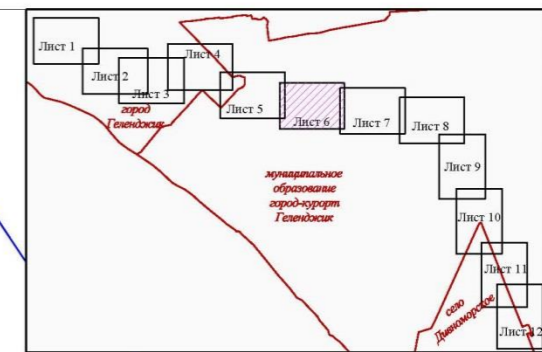 Лист 1
Лист 2
Лист 3
Лист 4
Лист 5
Лист 6
Лист 7
Лист 8
Лист 9
Лист 10
Лист 11
Лист 12
город
Геленджик
муниципальное
образование
город-курорт
Геленджик
село
Дивноморское